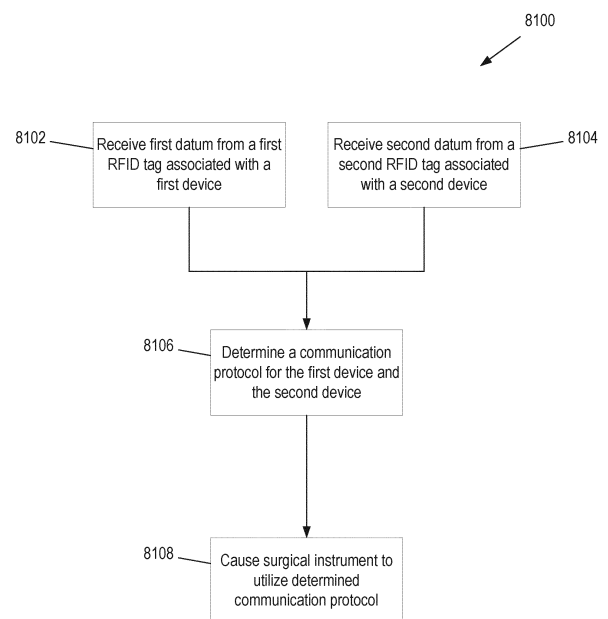 8100
8102
Receive first datum from a first
RFID tag associated with a
first device
Receive second datum from a
second RFID tag associated
with a second device
8104
8106
Determine a communication
protocol for the first device and
the second device
8108
Cause surgical instrument to
utilize determined
communication protocol